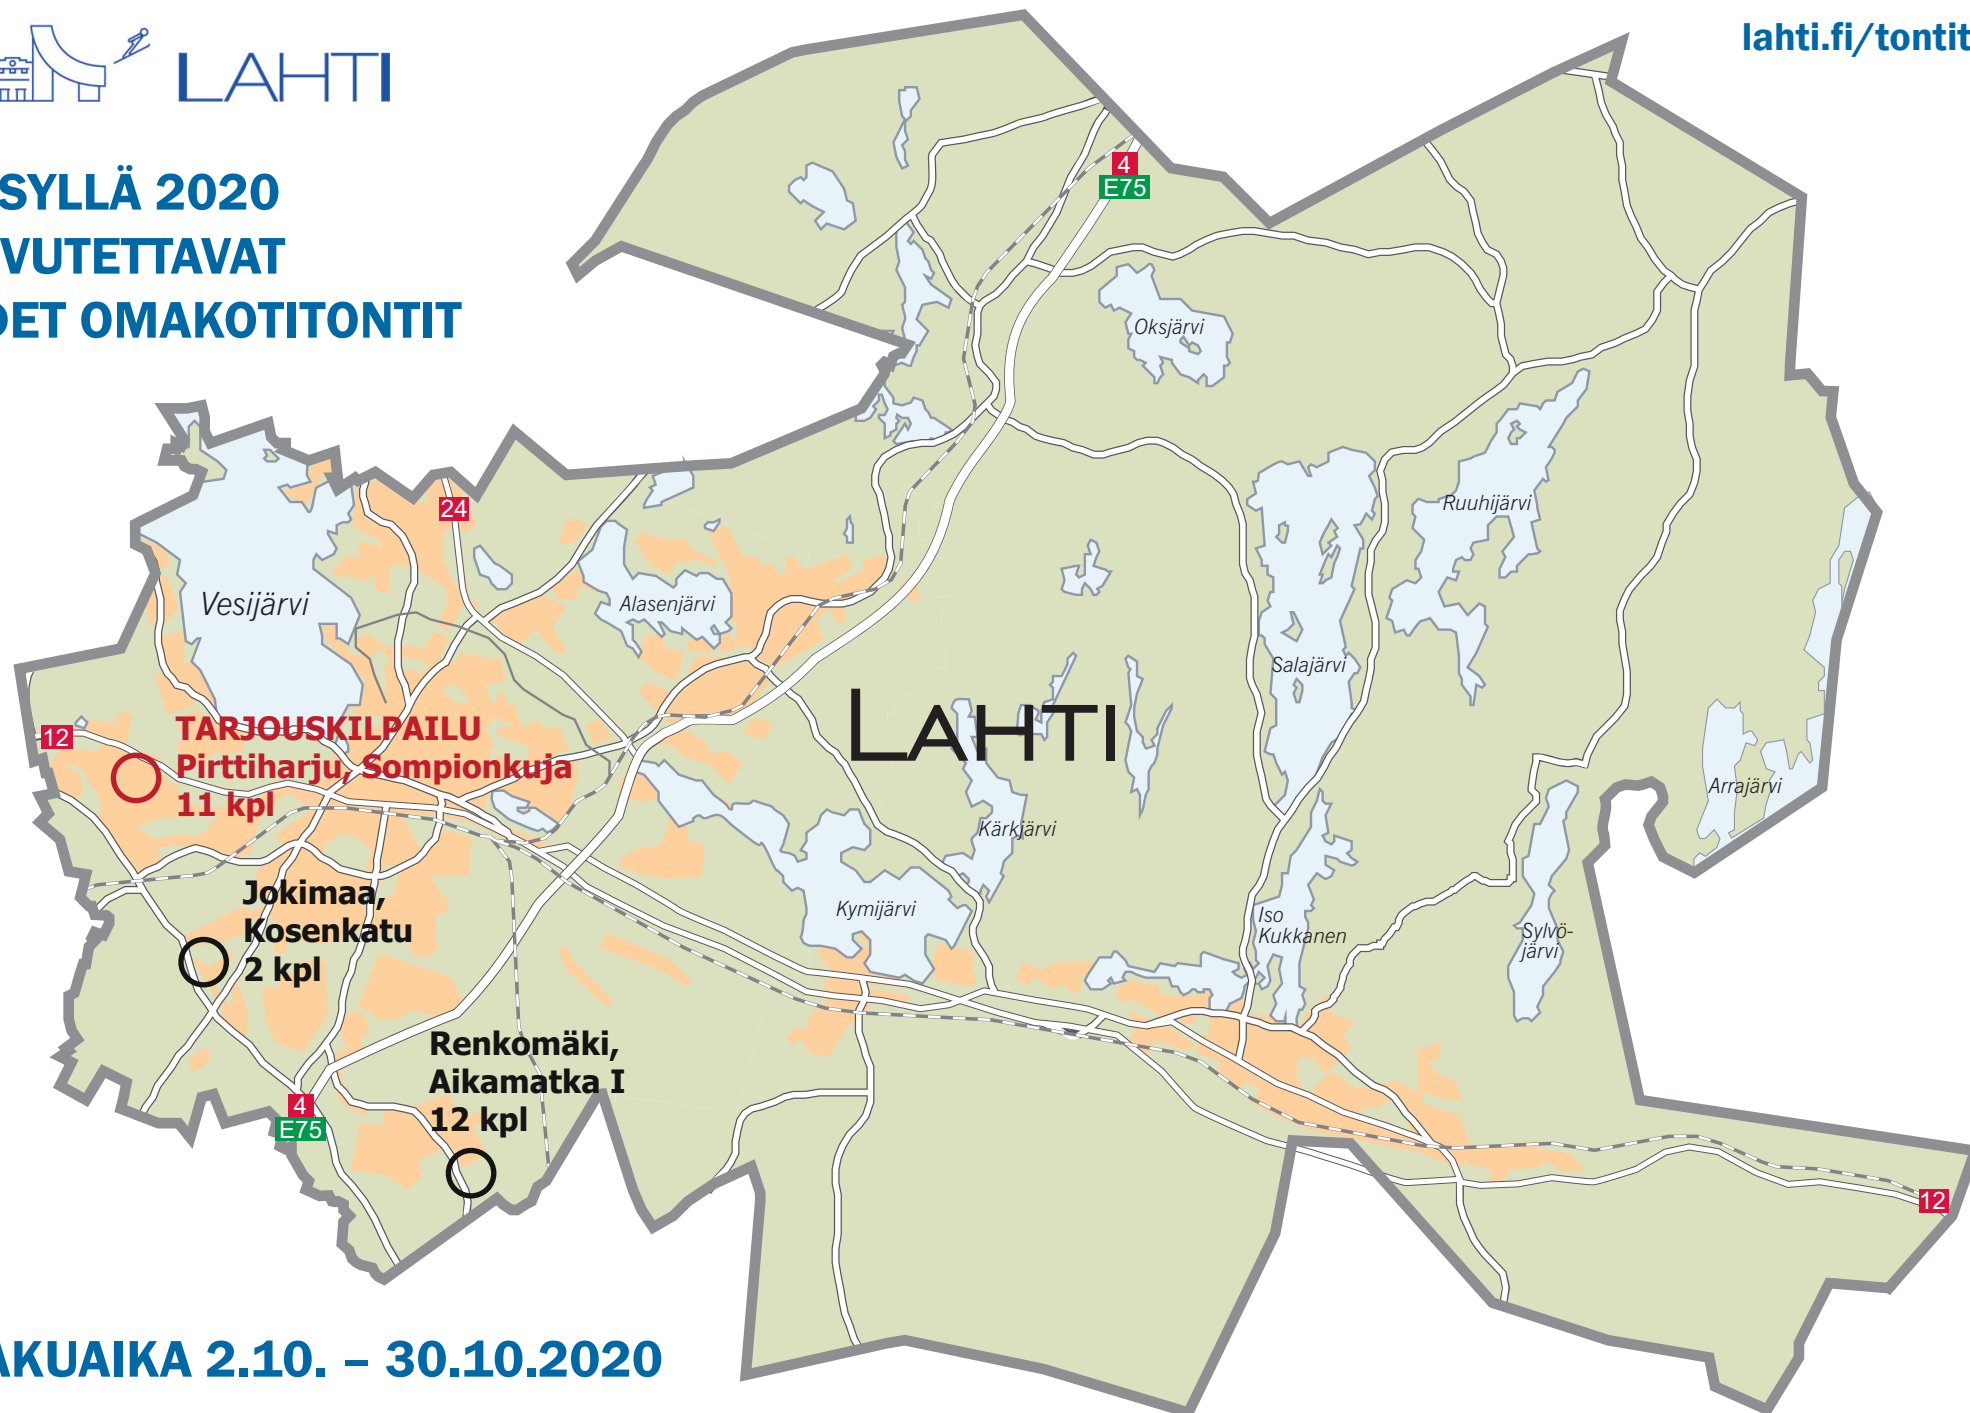 LAHTI
lahti.fi/tontit
SYLLÄ 2020
VUTETTAVAT
DET OMAKOTITONTIT
4
E75
Oksjärvi
24
Ruuhijärvi
Vesijärvi
Alasenjärvi
Salajärvi
LAHTI
12
TARJOUSKILPAILU
Pirttiharju, Sompionkuja
11 kpl
Arrajärvi
Kärkjärvi
Jokimaa,
Kosenkatu
2 kpl
Kymijärvi
Iso
Kukkanen
Sylvö-
järvi
Renkomäki,
Aikamatka I
12 kpl
4
E75
12
AKUAIKA 2.10. – 30.10.2020